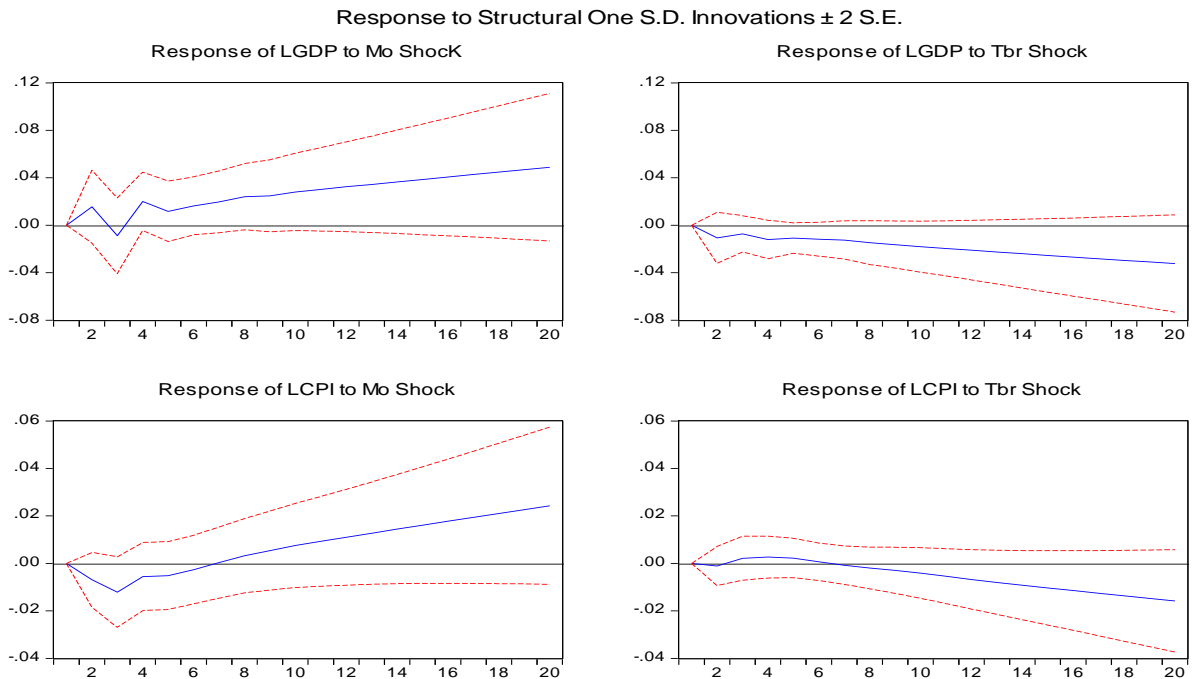 Response to Structural One S.D. Innovations ± 2 S.E.
Response of LGDP to Mo ShocK
.12
.08
.04
.00
-.04
-.08
2 4 6 8 10 12 14 16 18 20
Response of LGDP to Tbr Shock
.12
.08
.04
.00
-.04
-.08
2 4 6 8 10 12 14 16 18 20
Response of LCPI to Mo Shock
.06
.04
.02
.00
-.02
-.04
2 4 6 8 10 12 14 16 18 20
Response of LCPI to Tbr Shock
.06
.04
.02
.00
-.02
-.04
2 4 6 8 10 12 14 16 18 20